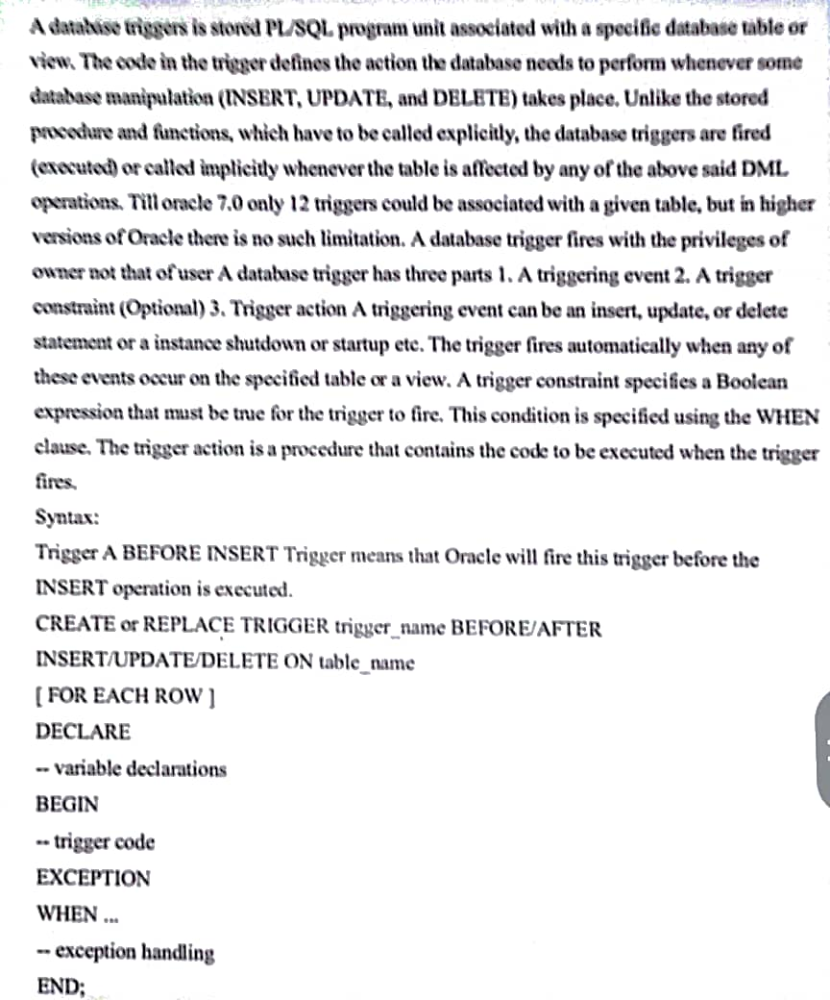 A database triggers is stored PL/SQL program unit associated with a specific database table or
view. The code in the trigger defines the action the database needs to perform whenever some
database manipulation (INSERT, UPDATE, and DELETE) takes place. Unlike the stored
procedure and functions, which have to be called explicitly, the database triggers are fired
(executed) or called implicitly whenever the table is affected by any of the above said DML
operations. Till oracle 7.0 only 12 triggers could be associated with a given table, but in higher
versions of Oracle there is no such limitation. A database trigger fires with the privileges of
owner not that of user A database trigger has three parts 1. A triggering event 2. A trigger
constraint (Optional) 3. Trigger action A triggering event can be an insert, update, or delete
statement or a instance shutdown or startup etc. The trigger fires automatically when any of
these events occur on the specified table or a view. A trigger constraint specifies a Boolean
expression that must be true for the trigger to fire. This condition is specified using the WHEN
clause. The trigger action is a procedure that contains the code to be executed when the trigger
fires.
Syntax:
Trigger A BEFORE INSERT Trigger means that Oracle will fire this trigger before the
INSERT operation is executed.
CREATE or REPLACE TRIGGER trigger_name BEFORE/AFTER
INSERT/UPDATE/DELETE ON table_name
[ FOR EACH ROW ]
DECLARE
-- variable declarations
BEGIN
-- trigger code
EXCEPTION
WHEN ...
-- exception handling
END;